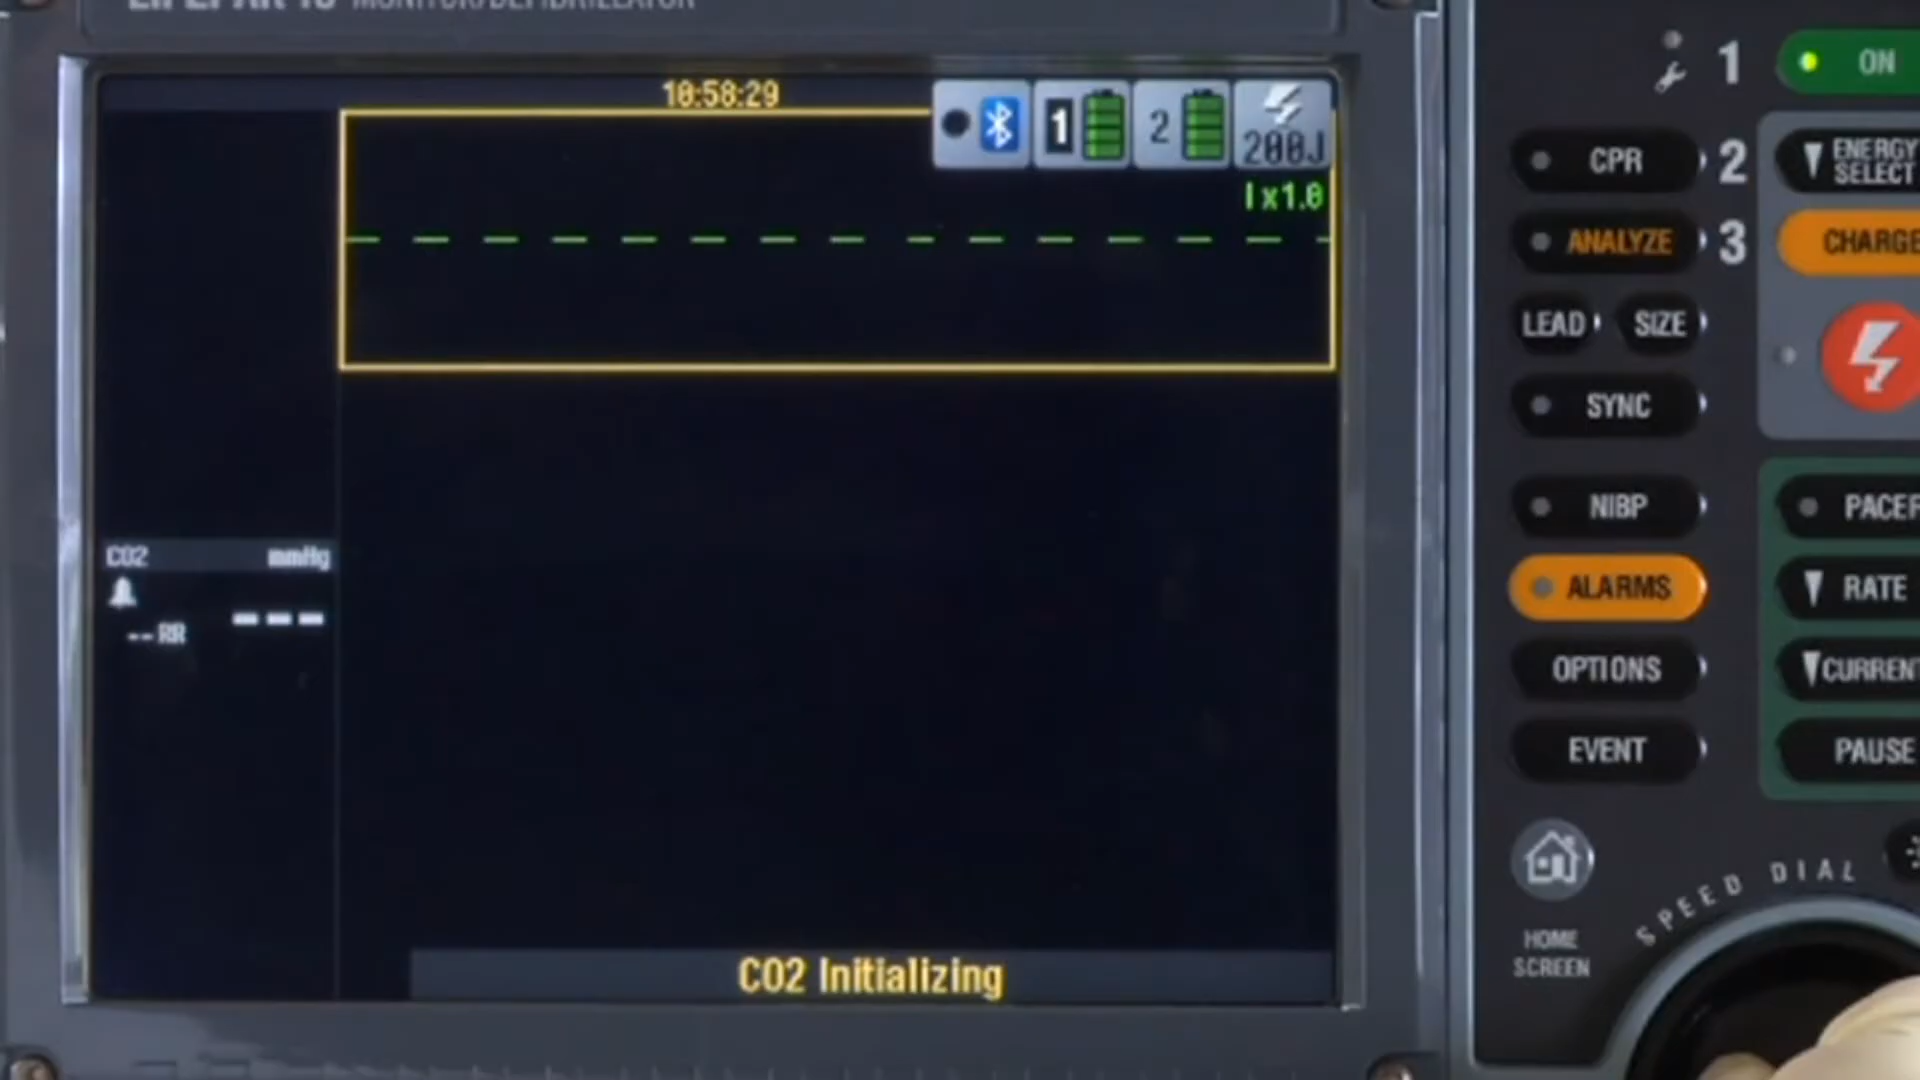 LIFEPAK 15 MONITOR/DEFIBRILLATOR
10:58:29
1
2
200J
I x1.0
CO2 mmHg
--RR ---
CO2 Initializing
1 ON
CPR 2 ENERGY SELECT
ANALYZE 3 CHARGE
LEAD SIZE
SYNC
NIBP PACER
ALARMS RATE
OPTIONS CURRENT
EVENT PAUSE
HOME
SCREEN
SPEED DIAL